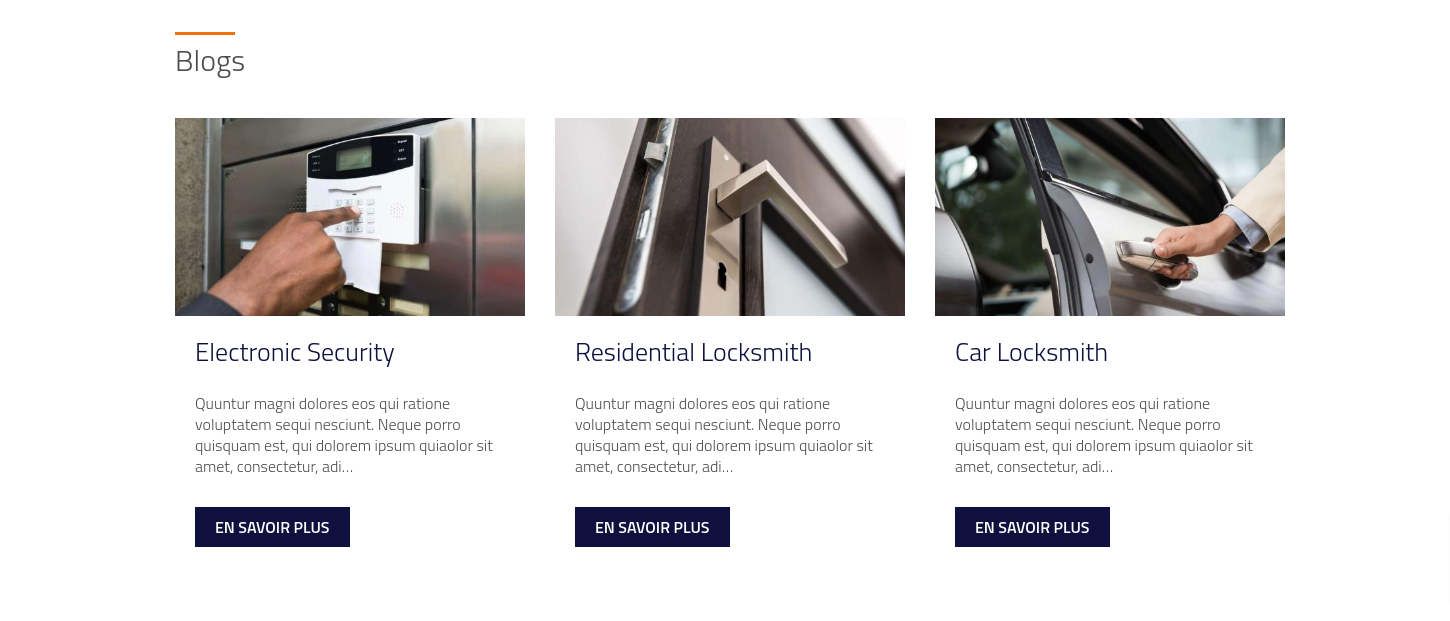 Blogs
Electronic Security
Residential Locksmith
Car Locksmith
Quuntur magni dolores eos qui ratione
voluptatem sequi nesciunt. Neque porro
quisquam est, qui dolorem ipsum quiaolor sit
amet, consectetur, adi...
Quuntur magni dolores eos qui ratione
voluptatem sequi nesciunt. Neque porro
quisquam est, qui dolorem ipsum quiaolor sit
amet, consectetur, adi...
Quuntur magni dolores eos qui ratione
voluptatem sequi nesciunt. Neque porro
quisquam est, qui dolorem ipsum quiaolor sit
amet, consectetur, adi...
EN SAVOIR PLUS
EN SAVOIR PLUS
EN SAVOIR PLUS